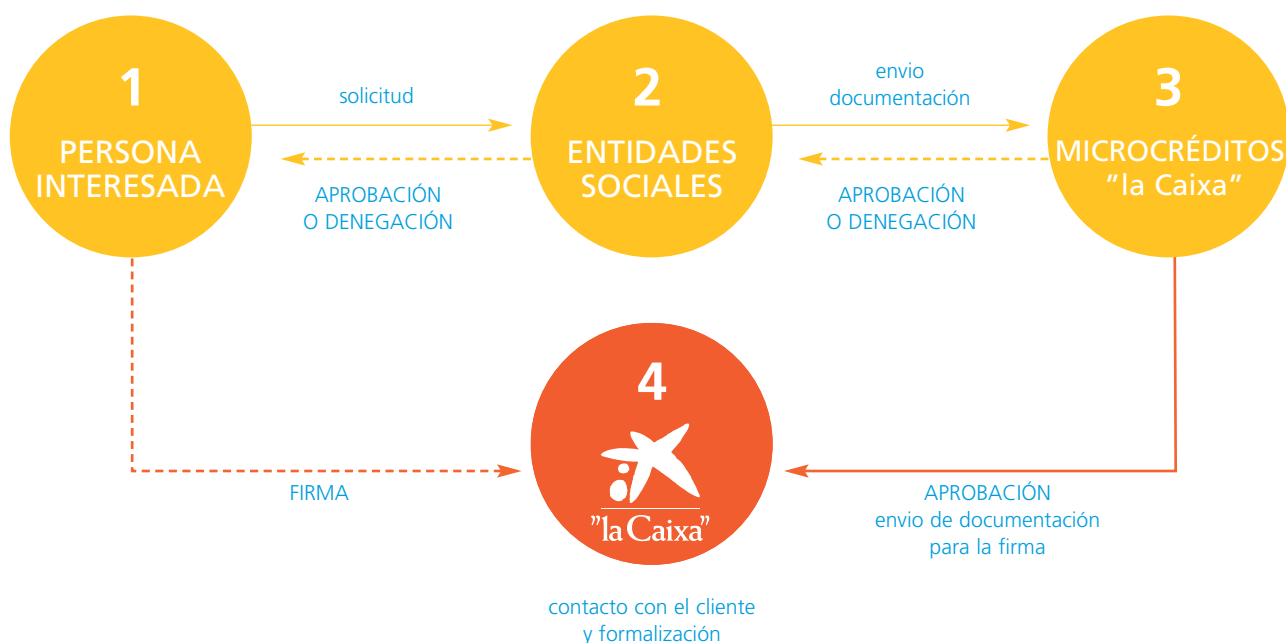 1
PERSONA
INTERESADA
solicitud
APROBACIÓN
O DENEGACIÓN
2
ENTIDADES
SOCIALES
envio
documentación
APROBACIÓN
O DENEGACIÓN
3
MICROCRÉDITOS
"la Caixa"
FIRMA
4
"la Caixa"
contacto con el cliente
y formalización
APROBACIÓN
envio de documentación
para la firma